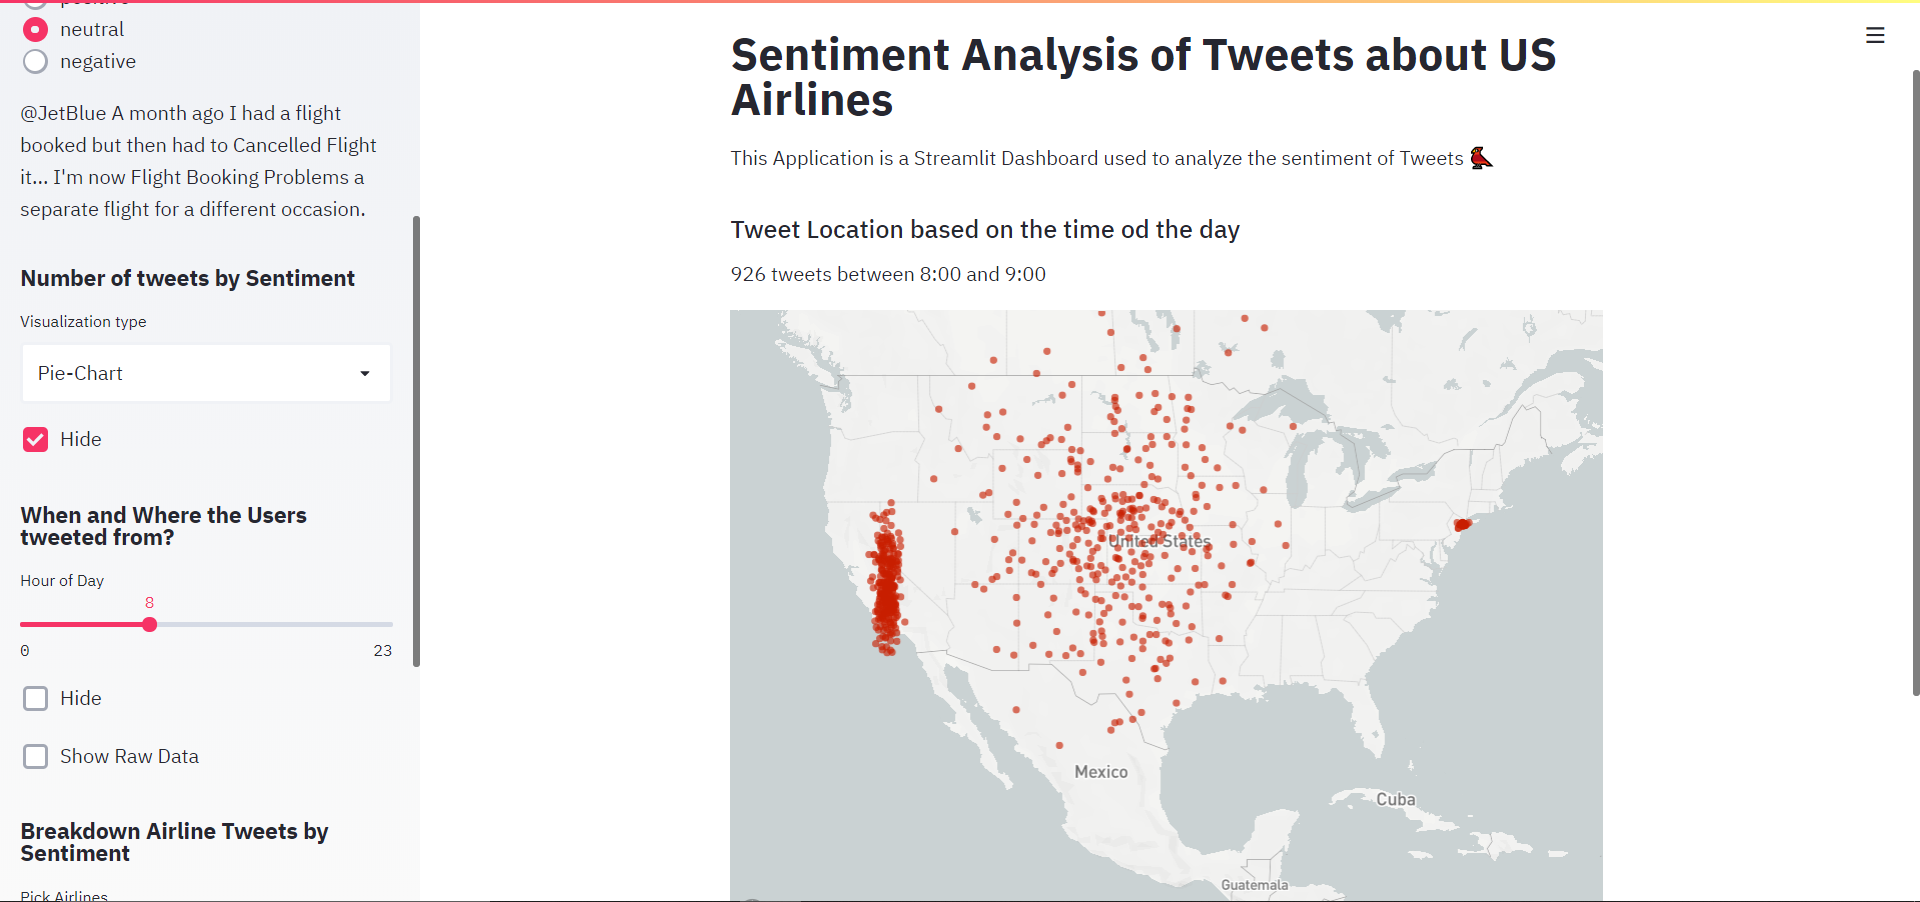 neutral
negative
@JetBlue A month ago I had a flight
booked but then had to Cancelled Flight
it... I'm now Flight Booking Problems a
separate flight for a different occasion.
Number of tweets by Sentiment
Visualization type
Pie-Chart
Hide
When and Where the Users
tweeted from?
Hour of Day
8
0 23
Hide
Show Raw Data
Breakdown Airline Tweets by
Sentiment
Pick Airlines
Sentiment Analysis of Tweets about US
Airlines
This Application is a Streamlit Dashboard used to analyze the sentiment of Tweets
Tweet Location based on the time od the day
926 tweets between 8:00 and 9:00
United States
Mexico
Cuba
Guatemala